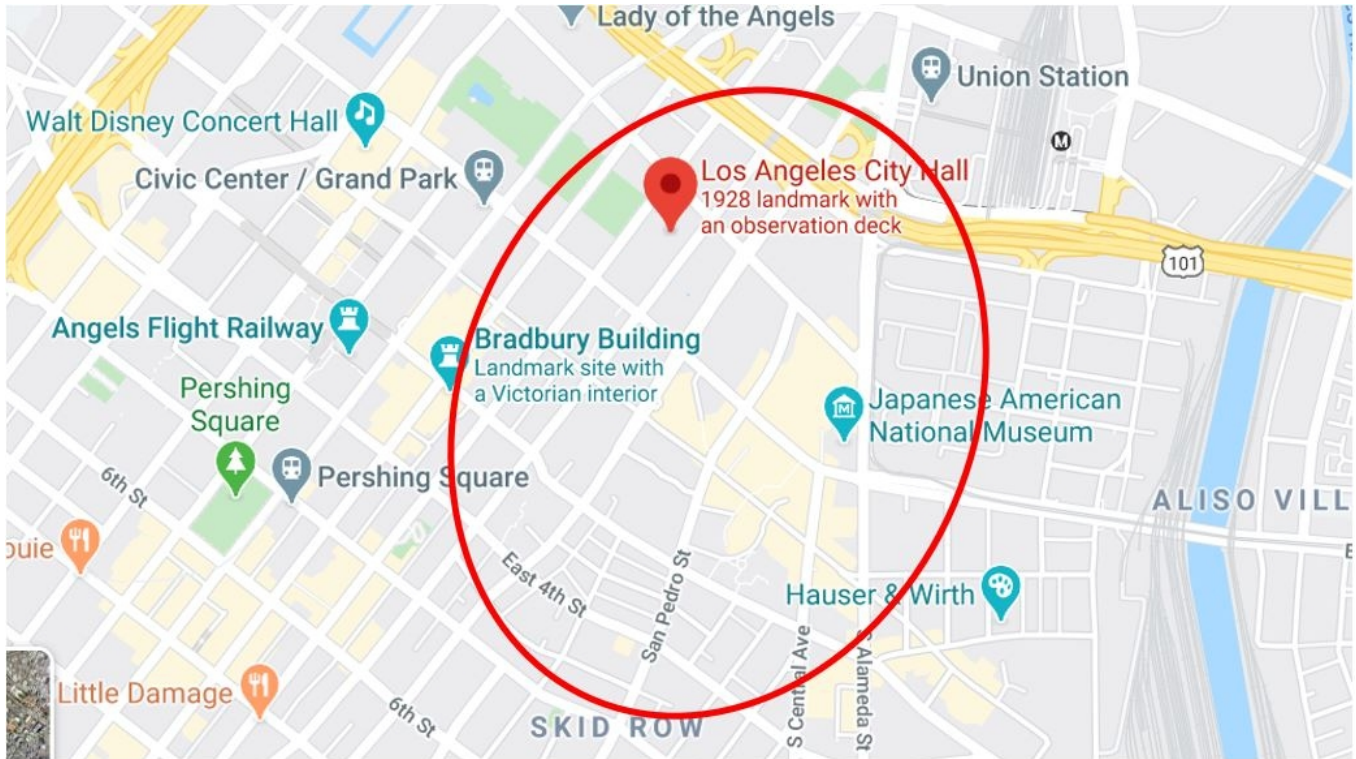 Lady of the Angels
Union Station
Walt Disney Concert Hall
M
Civic Center / Grand Park
Los Angeles City Hall
1928 landmark with
an observation deck
101
Angels Flight Railway
Bradbury Building
Landmark site with
a Victorian interior
Pershing
Square
Japanese American
National Museum
M
Pershing Square
6th St
ALISO VILL
ouie
East 4th St
San Pedro St
Hauser & Wirth
S Central Ave
S Alameda St
Little Damage
6th St
SKID ROW